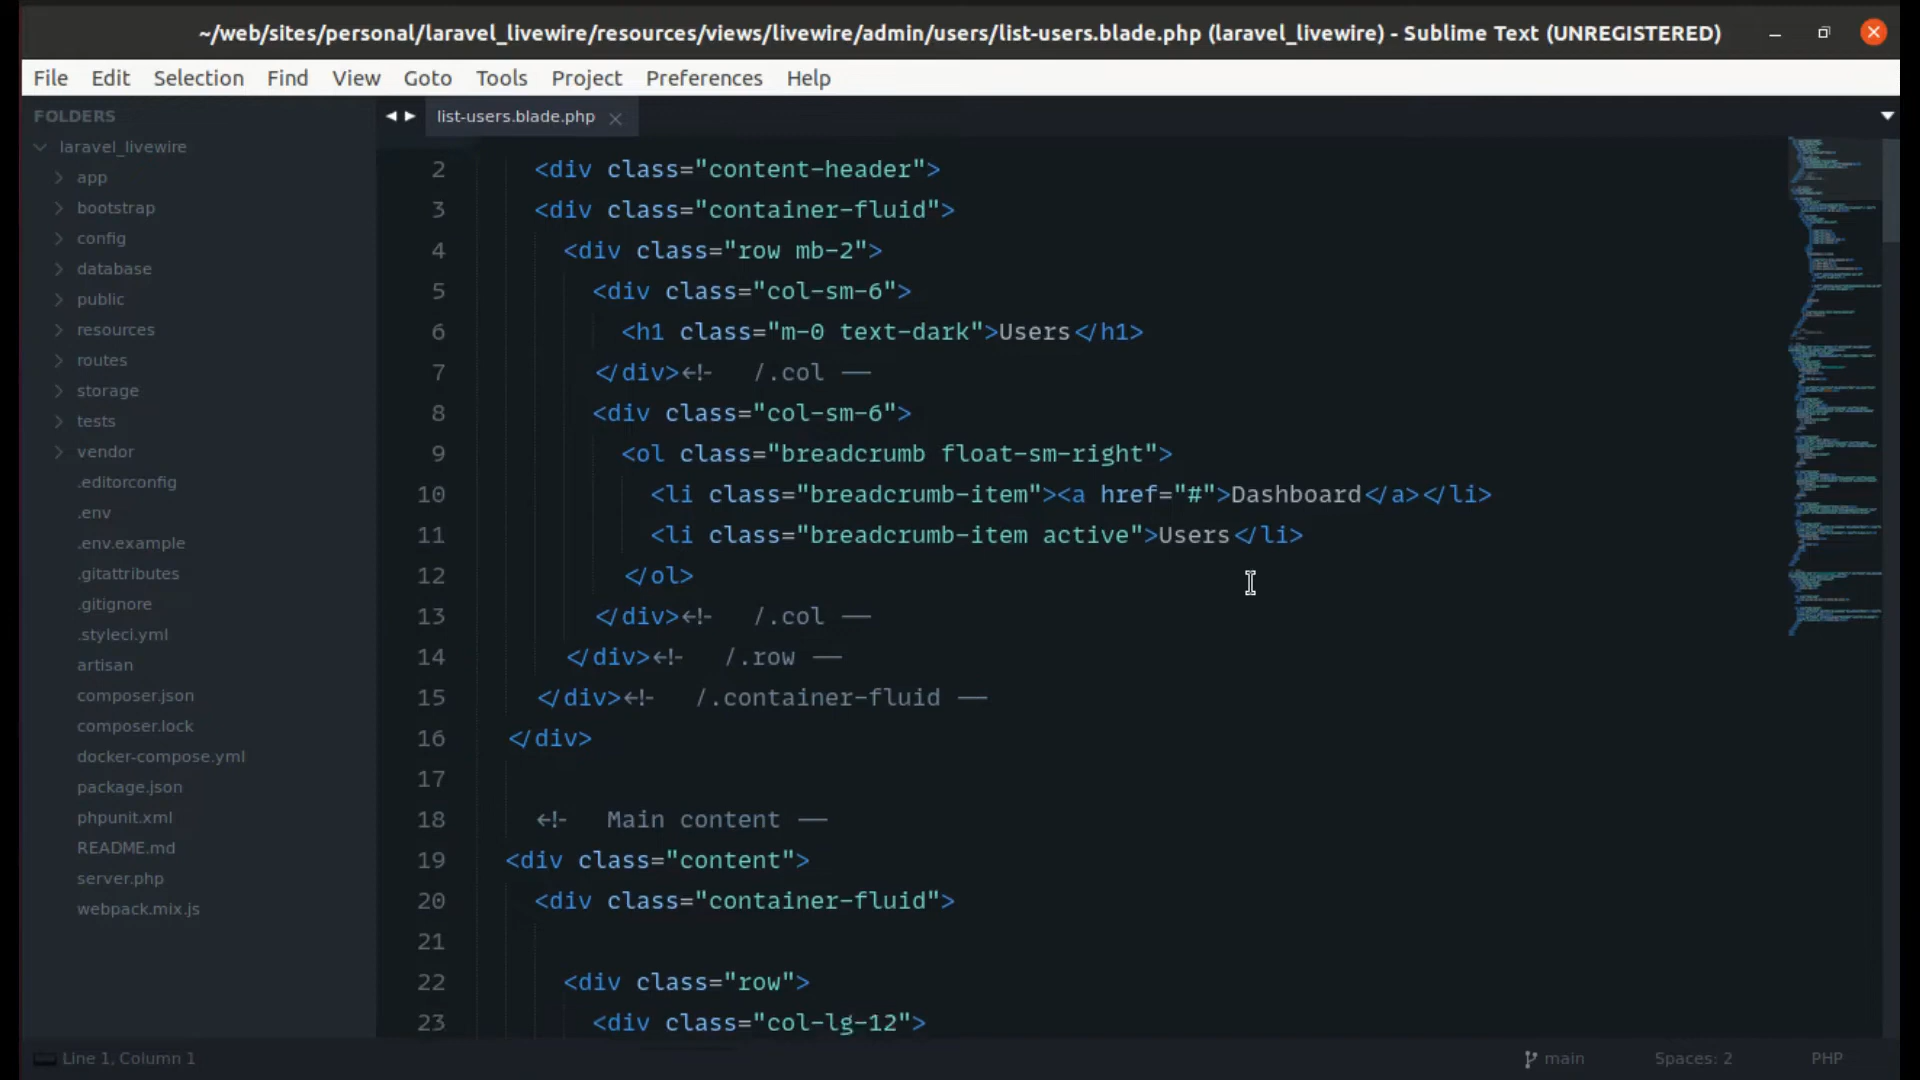 ~/web/sites/personal/laravel_livewire/resources/views/livewire/admin/users/list-users.blade.php (laravel_livewire) - Sublime Text (UNREGISTERED)
File Edit Selection Find View Goto Tools Project Preferences Help
FOLDERS
laravel_livewire
app
bootstrap
config
database
public
resources
routes
storage
tests
vendor
.editorconfig
.env
.env.example
.gitattributes
.gitignore
.styleci.yml
artisan
composer.json
composer.lock
docker-compose.yml
package.json
phpunit.xml
README.md
server.php
webpack.mix.js
list-users.blade.php
2 <div class="content-header">
3 <div class="container-fluid">
4 <div class="row mb-2">
5 <div class="col-sm-6">
6 <h1 class="m-0 text-dark">Users</h1>
7 </div><!-- /.col --
8 <div class="col-sm-6">
9 <ol class="breadcrumb float-sm-right">
10 <li class="breadcrumb-item"><a href="#">Dashboard</a></li>
11 <li class="breadcrumb-item active">Users</li>
12 </ol>
13 </div><!-- /.col --
14 </div><!-- /.row --
15 </div><!-- /.container-fluid --
16 </div>
17
18 <!-- Main content --
19 <div class="content">
20 <div class="container-fluid">
21
22 <div class="row">
23 <div class="col-lg-12">
Line 1, Column 1 main Spaces: 2 PHP